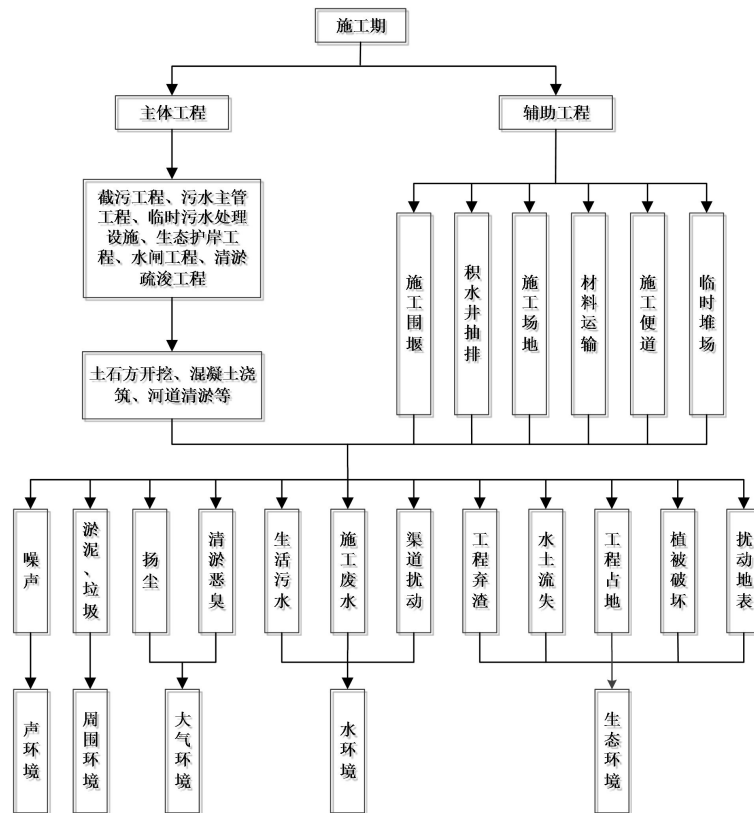 施工期
主体工程
辅助工程
截污工程、污水主管
工程、临时污水处理
设施、生态护岸工
程、水闸工程、清淤
疏浚工程
施工围堰
积水井抽排
施工场地
材料运输
施工便道
临时堆场
土石方开挖、混凝土浇
筑、河道清淤等
噪声
淤泥、垃圾
扬尘
清淤恶臭
生活污水
施工废水
渠道扰动
工程弃渣
水土流失
工程占地
植被破坏
扰动地表
声环境
周围环境
大气环境
水环境
生态环境